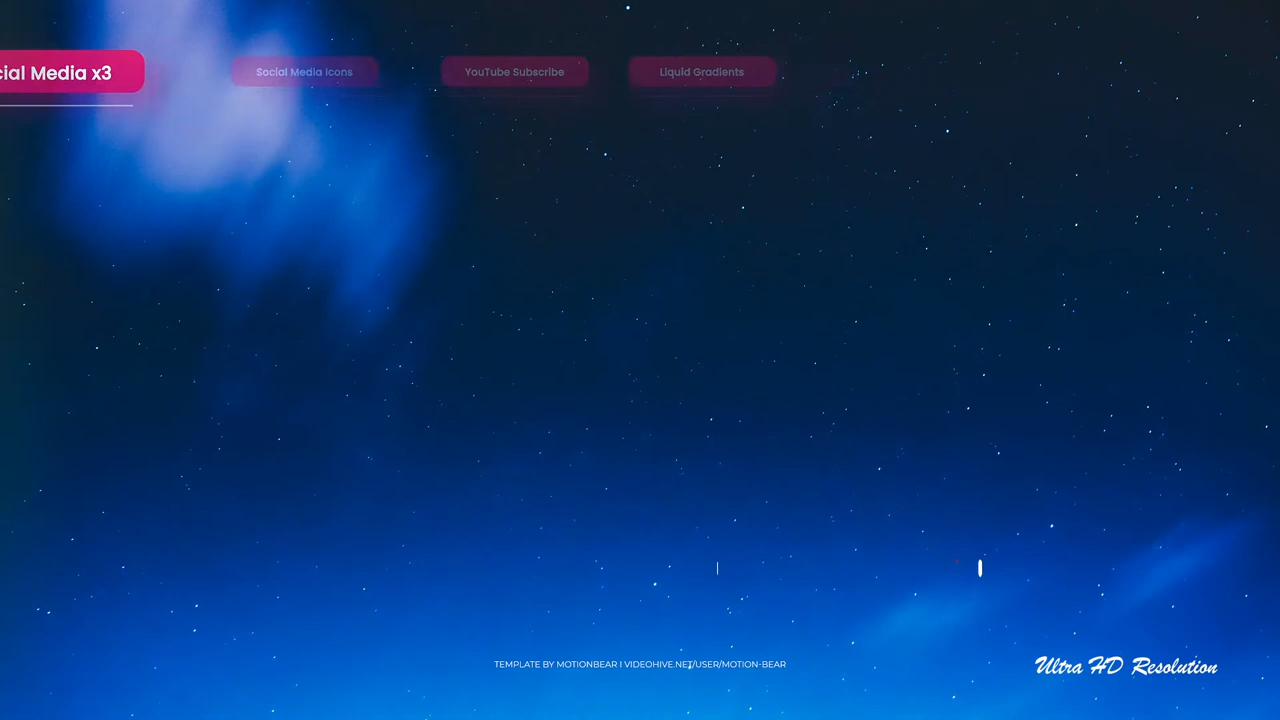 cial Media x3
Social Media Icons
YouTube Subscribe
Liquid Gradients
TEMPLATE BY MOTIONBEAR I VIDEOHIVE.NET/USER/MOTION-BEAR
Ultra HD Resolution